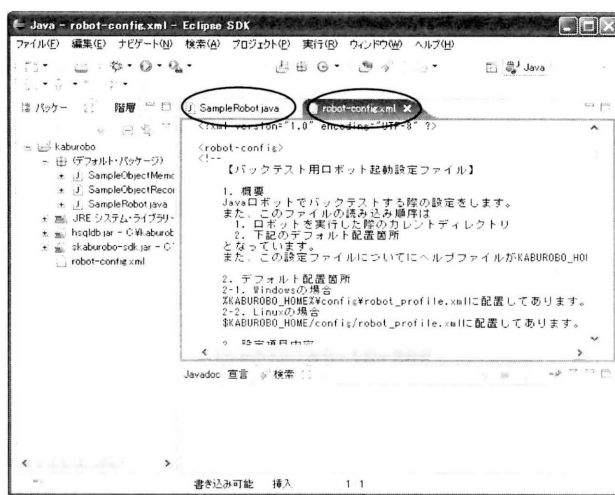 Java - robot-config.xml - Eclipse SDK
ファイル(F) 編集(E) ナビゲート(N) 検索(A) プロジェクト(P) 実行(R) ウィンドウ(W) ヘルプ(H)
Java
パッケー 階層
SampleRobot.java
robot-config.xml
<?xml version="1.0" encoding="UTF-8" ?>
kaburobo
(デフォルト・パッケージ)
SampleObjectMemo
SampleObjectRecor
SampleRobot.java
JRE システム・ライブラリ-
hsqldb.jar - C:¥kaburob
skaburobo-sdk.jar - C:
robot-config.xml
<robot-config>
<!--
【バックテスト用ロボット起動設定ファイル】
1. 概要
Javaロボットでバックテストする際の設定をします。
また、このファイルの読み込み順序は
1. ロボットを実行した際のカレントディレクトリ
2. 下記のデフォルト配置箇所
となっています。
また、この設定ファイルについてにヘルプファイルがKABUROBO_HOI
2. デフォルト配置箇所
2-1. Windowsの場合
%KABUROBO_HOME%¥config¥robot_profile.xmlに配置してあります。
2-2. Linuxの場合
$KABUROBO_HOME/config/robot_profile.xmlに配置してあります。
3. 設定項目内容
Javadoc 宣言 検索
書き込み可能 挿入 1 : 1